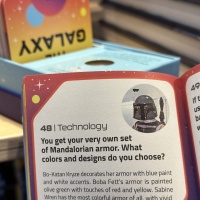 GALAXY
48 | Technology
You get your very own set
of Mandalorian armor. What
colors and designs do you choose?
Bo-Katan Kryze decorates her armor with blue paint
and white accents. Boba Fett's armor is painted
olive green with touches of red and yellow. Sabine
Wren has the most colorful armor of all, with vivid
49
If t